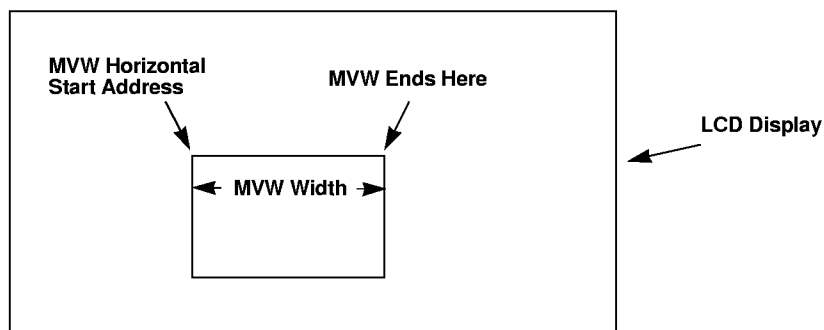 MVW Horizontal
Start Address
MVW Ends Here
LCD Display
MVW Width